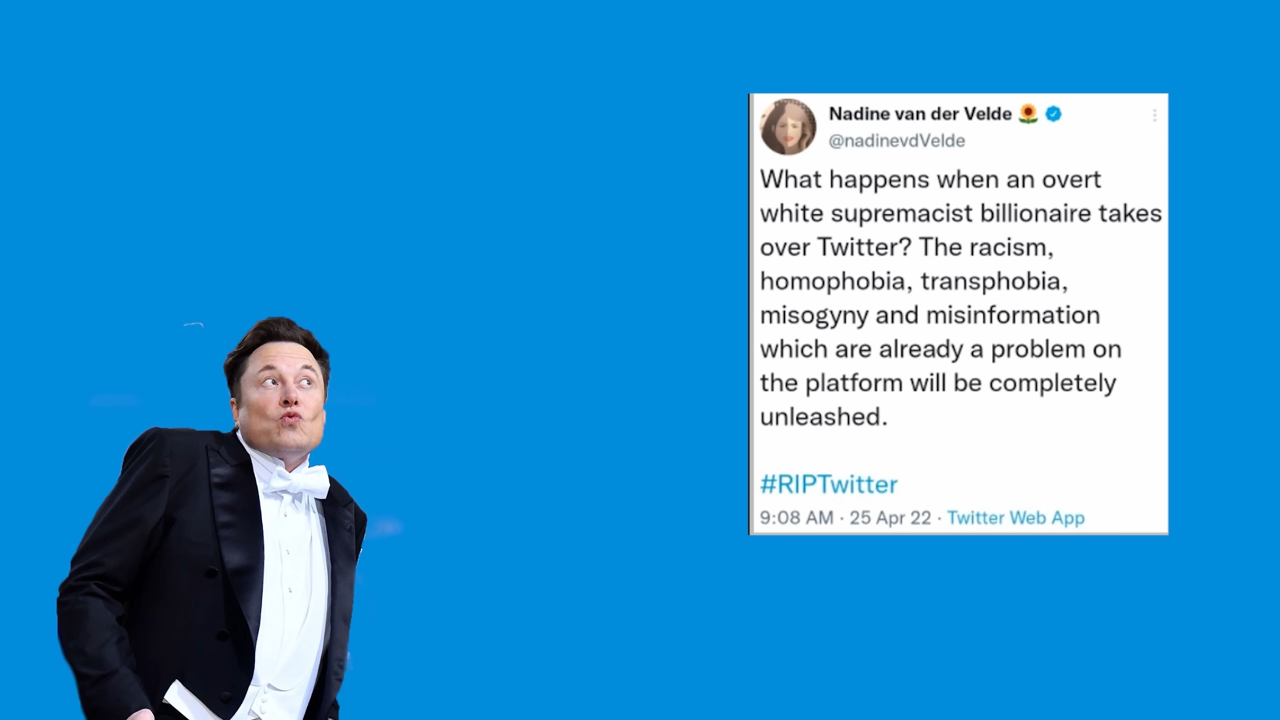 Nadine van der Velde 🌻
@nadinevdVelde
What happens when an overt
white supremacist billionaire takes
over Twitter? The racism,
homophobia, transphobia,
misogyny and misinformation
which are already a problem on
the platform will be completely
unleashed.
#RIPTwitter
9:08 AM · 25 Apr 22 · Twitter Web App